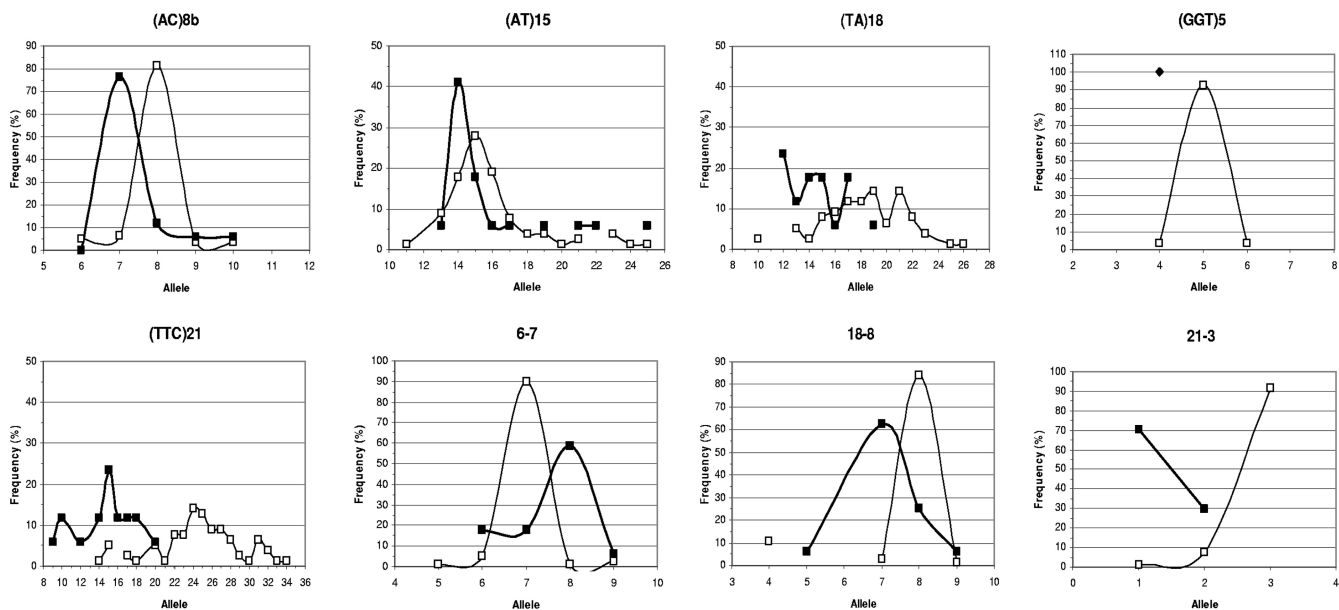 (AC)8b
(AT)15
(TA)18
(GGT)5
Frequency (%)
90
80
70
60
50
40
30
20
10
0
5 6 7 8 9 10 11 12
Allele
Frequency (%)
50
40
30
20
10
0
10 12 14 16 18 20 22 24 26
Allele
Frequency (%)
50
40
30
20
10
0
8 10 12 14 16 18 20 22 24 26 28
Allele
Frequency (%)
110
100
90
80
70
60
50
40
30
20
10
0
2 3 4 5 6 7 8
Allele
(TTC)21
6-7
18-8
21-3
Frequency (%)
50
40
30
20
10
0
8 10 12 14 16 18 20 22 24 26 28 30 32 34 36
Allele
Frequency (%)
100
90
80
70
60
50
40
30
20
10
0
4 5 6 7 8 9 10
Allele
Frequency (%)
90
80
70
60
50
40
30
20
10
0
3 4 5 6 7 8 9 10
Allele
Frequency (%)
100
90
80
70
60
50
40
30
20
10
0
0 1 2 3 4
Allele